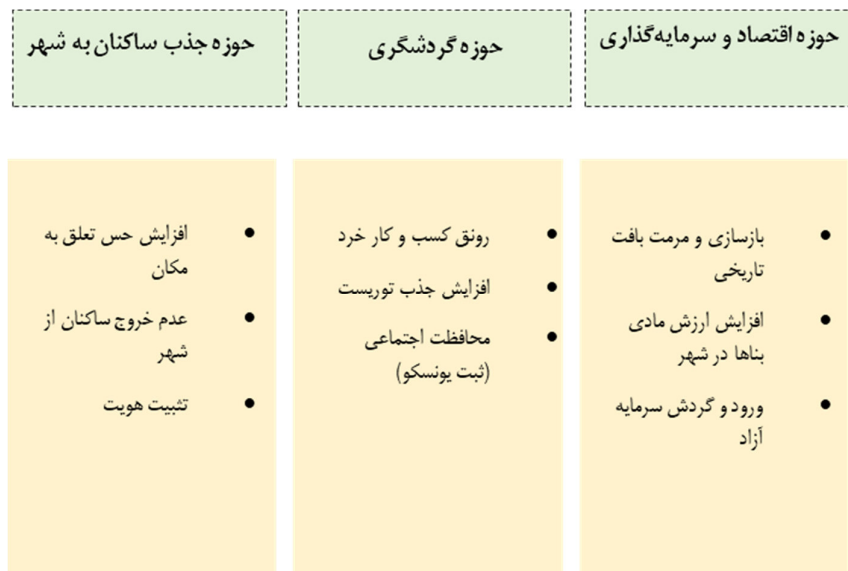 حوزه اقتصاد و سرمایه‌گذاری
حوزه گردشگری
حوزه جذب ساکنان به شهر
● بازسازی و مرمت بافت
تاریخی
● افزایش ارزش مادی
بناها در شهر
● ورود و گردش سرمایه
آزاد
● رونق کسب و کار خرد
● افزایش جذب توریست
● محافظت اجتماعی
(ثبت یونسکو)
● افزایش حس تعلق به
مکان
● عدم خروج ساکنان از
شهر
● تثبیت هویت